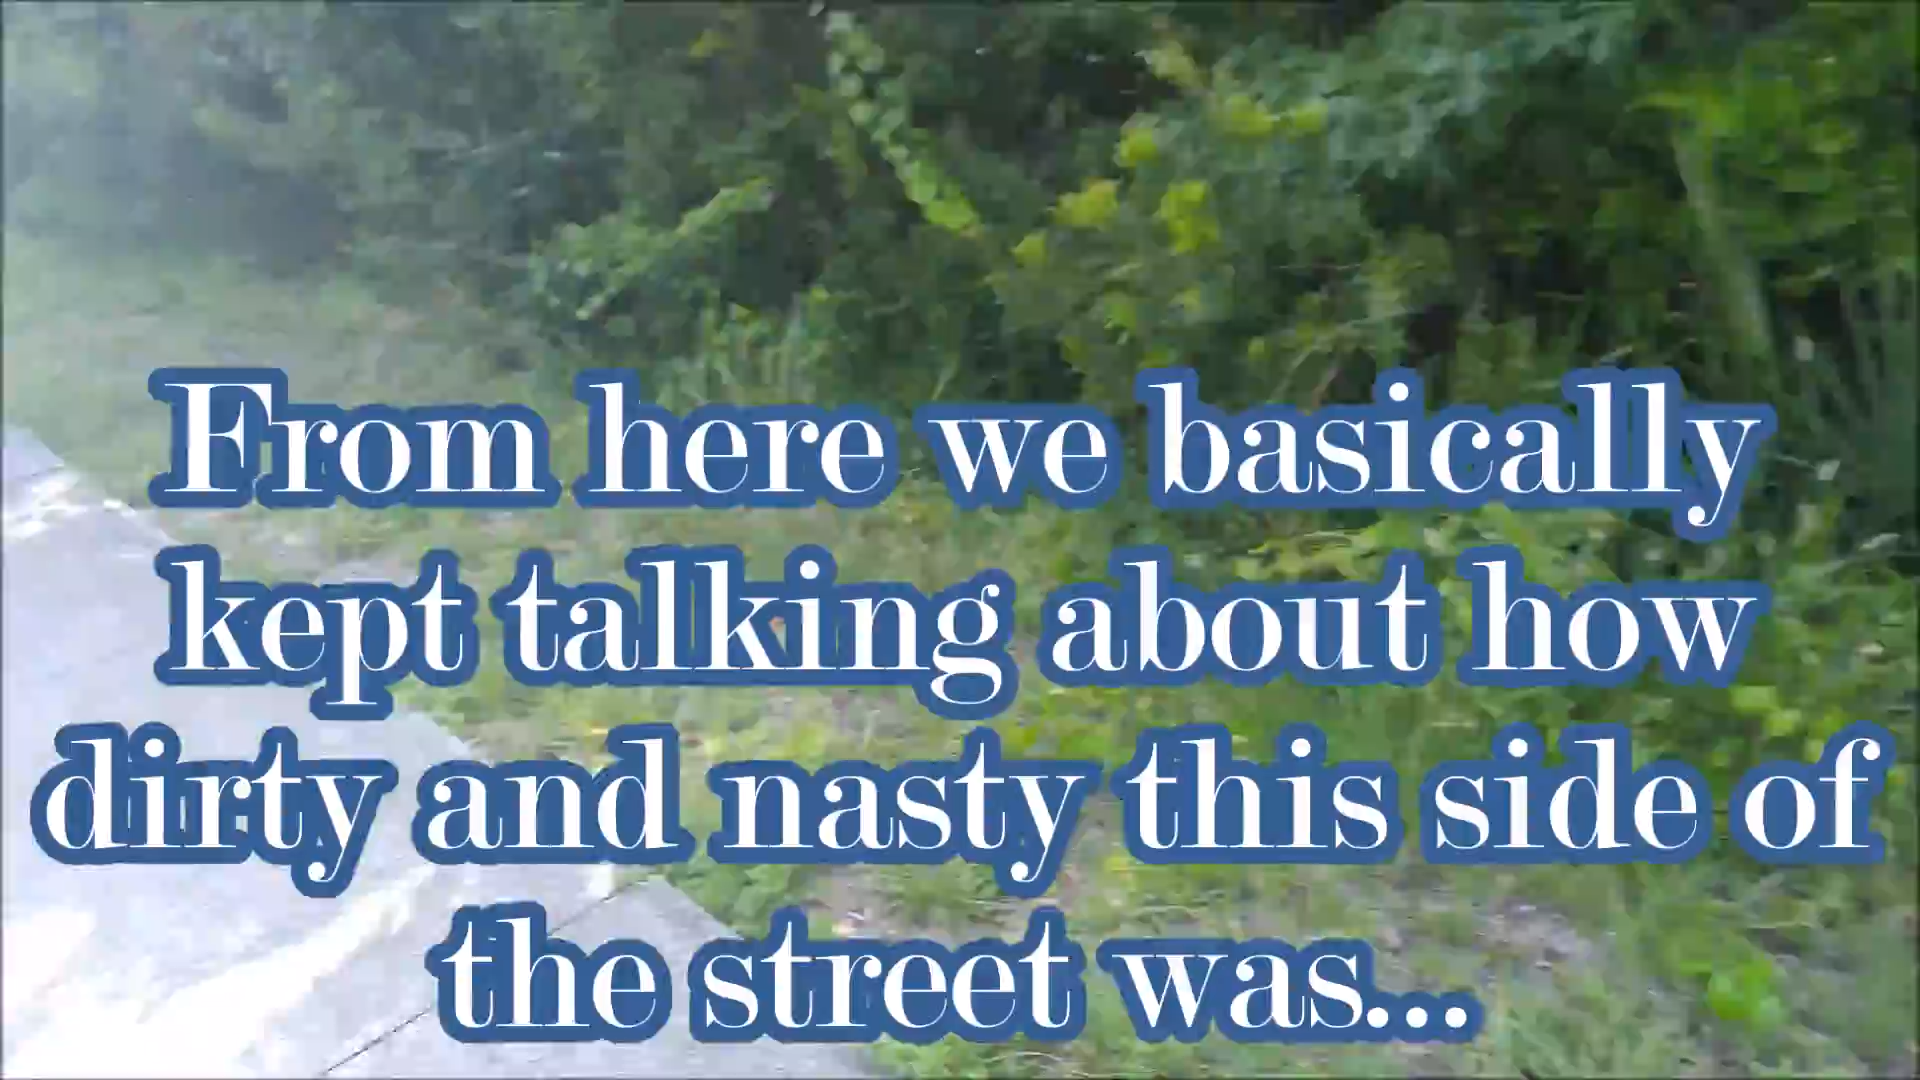 From here we basically
kept talking about how
dirty and nasty this side of
the street was...